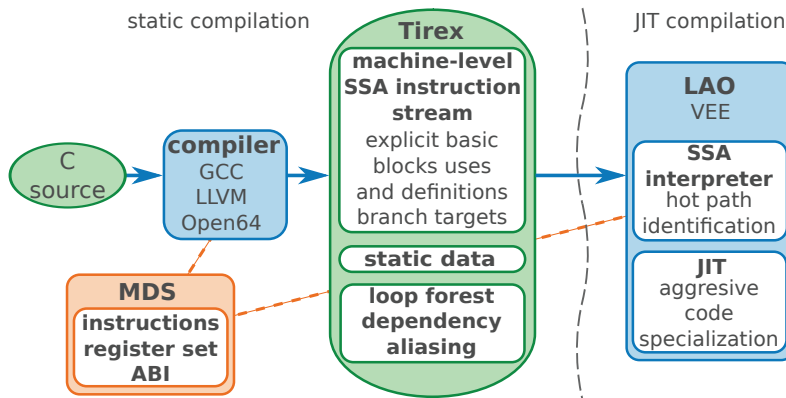 static compilation
JIT compilation
C
source
compiler
GCC
LLVM
Open64
MDS
instructions
register set
ABI
Tirex
machine-level
SSA instruction
stream
explicit basic
blocks uses
and definitions
branch targets
static data
loop forest
dependency
aliasing
LAO
VEE
SSA
interpreter
hot path
identification
JIT
aggresive
code
specialization